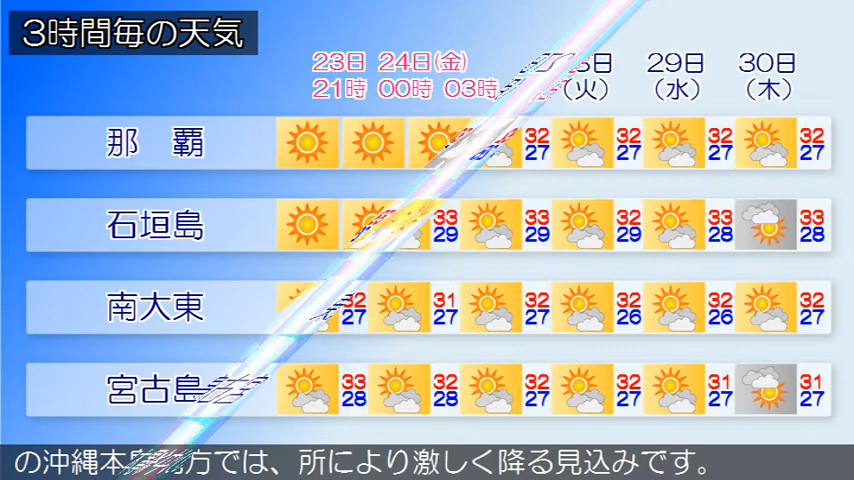 3時間毎の天気
23日 24日(金) 29日 30日
21時 00時 03時 (火) (水) (木)
那 覇 32 32 32 32
27 27 27 27
石垣島 33 33 32 33 33
29 29 29 28 28
南大東 32 31 32 32 32 32
27 27 27 26 26 27
宮古島 33 32 32 32 31 31
28 28 27 27 27 27
の沖縄本島地方では、所により激しく降る見込みです。